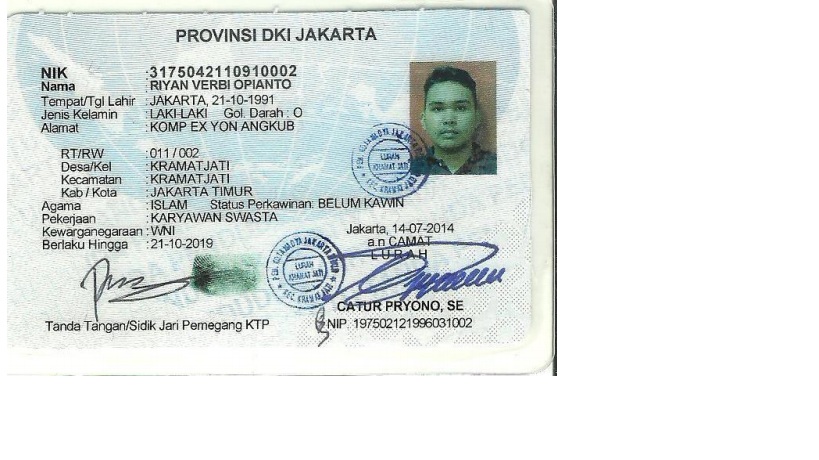 PROVINSI DKI JAKARTA
NIK : 3175042110910002
Nama : RIYAN VERBI OPIANTO
Tempat/Tgl Lahir : JAKARTA, 21-10-1991
Jenis Kelamin : LAKI-LAKI Gol. Darah : O
Alamat : KOMP EX YON ANGKUB
RT/RW : 011 / 002
Desa/Kel : KRAMATJATI
Kecamatan : KRAMATJATI
Kab / Kota : JAKARTA TIMUR
Agama : ISLAM Status Perkawinan: BELUM KAWIN
Pekerjaan : KARYAWAN SWASTA
Kewarganegaraan : WNI
Berlaku Hingga : 21-10-2019
Jakarta, 14-07-2014
a.n CAMAT
LURAH
CATUR PRYONO, SE
NIP. 197502121996031002
Tanda Tangan/Sidik Jari Pemegang KTP
LURAH
KRAMAT JATI
LURAH
KRAMAT JATI